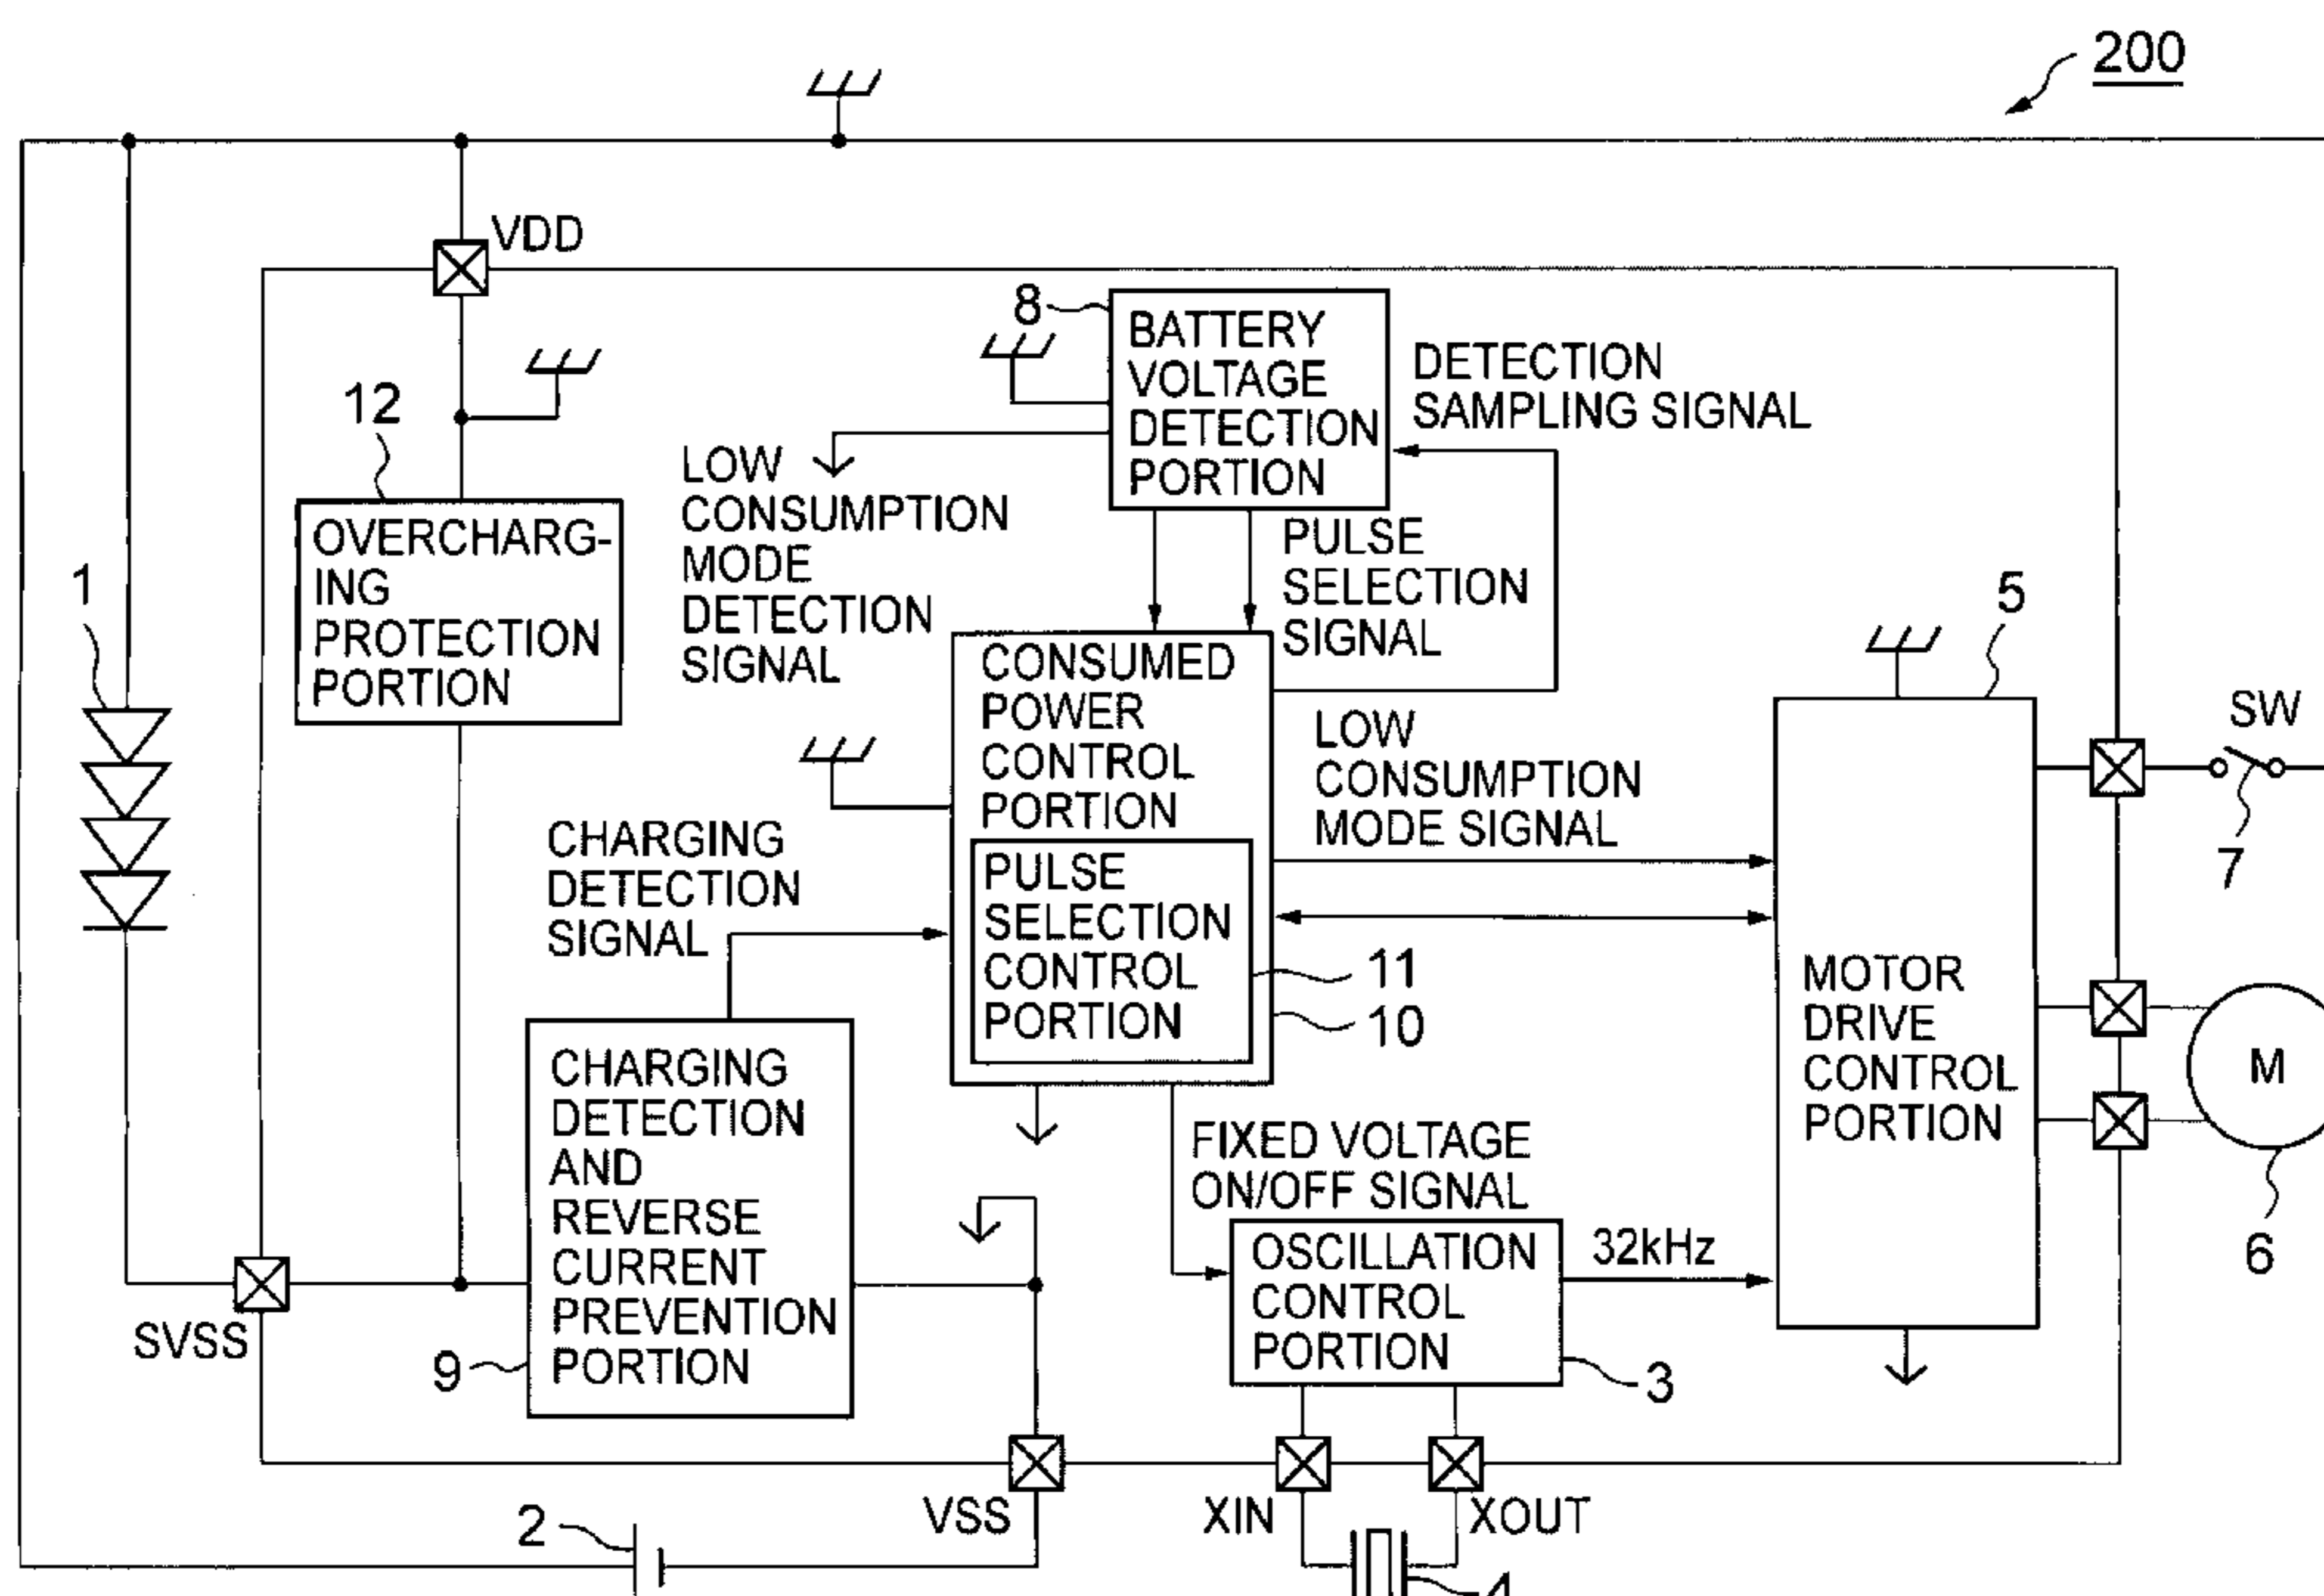 200
VDD
8
BATTERY
VOLTAGE
DETECTION
PORTION
DETECTION
SAMPLING SIGNAL
12
LOW
CONSUMPTION
MODE
DETECTION
SIGNAL
PULSE
SELECTION
SIGNAL
OVERCHARG-
ING
PROTECTION
PORTION
1
5
CONSUMED
POWER
CONTROL
PORTION
LOW
CONSUMPTION
MODE SIGNAL
SW
7
CHARGING
DETECTION
SIGNAL
PULSE
SELECTION
CONTROL
PORTION
11
10
MOTOR
DRIVE
CONTROL
PORTION
M
6
CHARGING
DETECTION
AND
REVERSE
CURRENT
PREVENTION
PORTION
9
FIXED VOLTAGE
ON/OFF SIGNAL
OSCILLATION
CONTROL
PORTION
32kHz
3
SVSS
VSS
XIN
XOUT
2
4